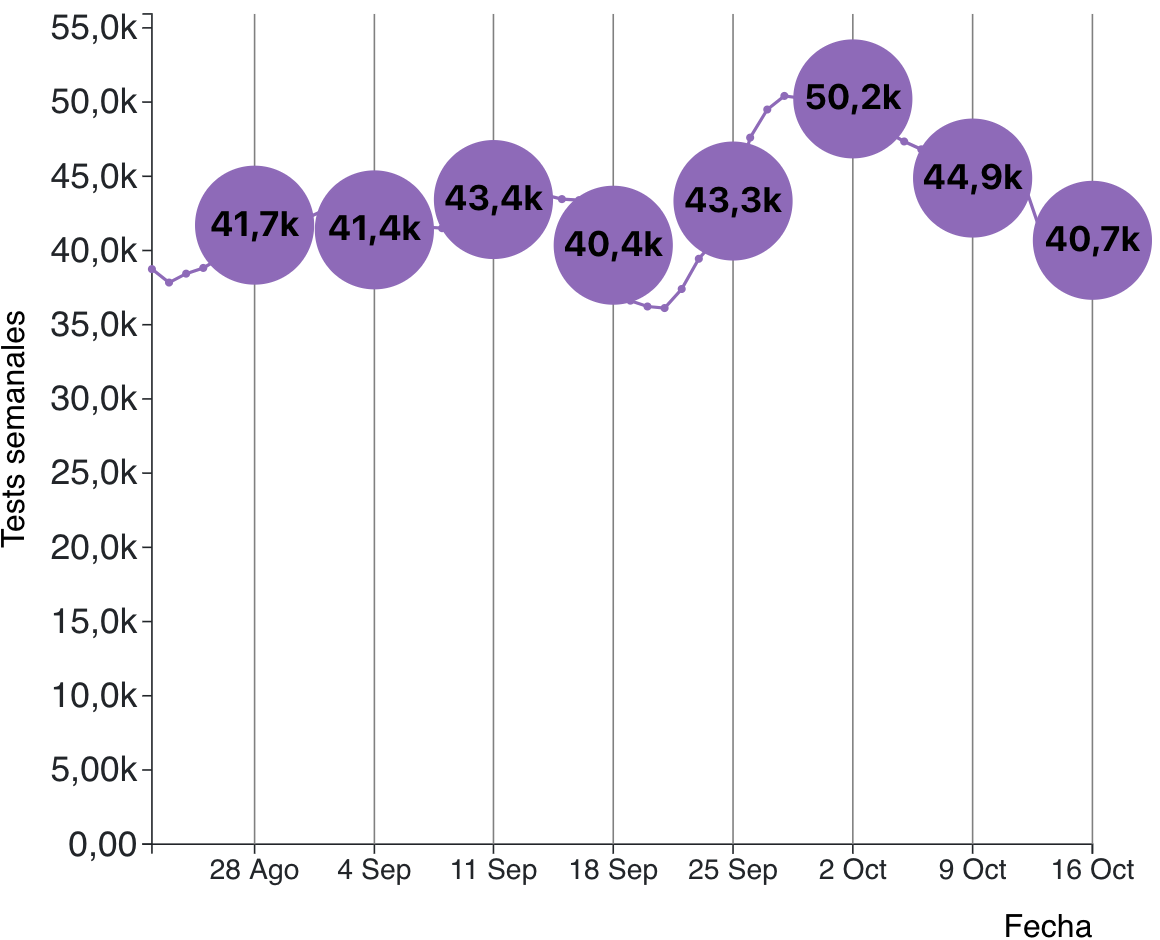 55,0k
50,0k
45,0k
40,0k
35,0k
30,0k
25,0k
20,0k
15,0k
10,0k
5,00k
0,00
Tests semanales
41,7k
41,4k
43,4k
40,4k
43,3k
50,2k
44,9k
40,7k
28 Ago
4 Sep
11 Sep
18 Sep
25 Sep
2 Oct
9 Oct
16 Oct
Fecha